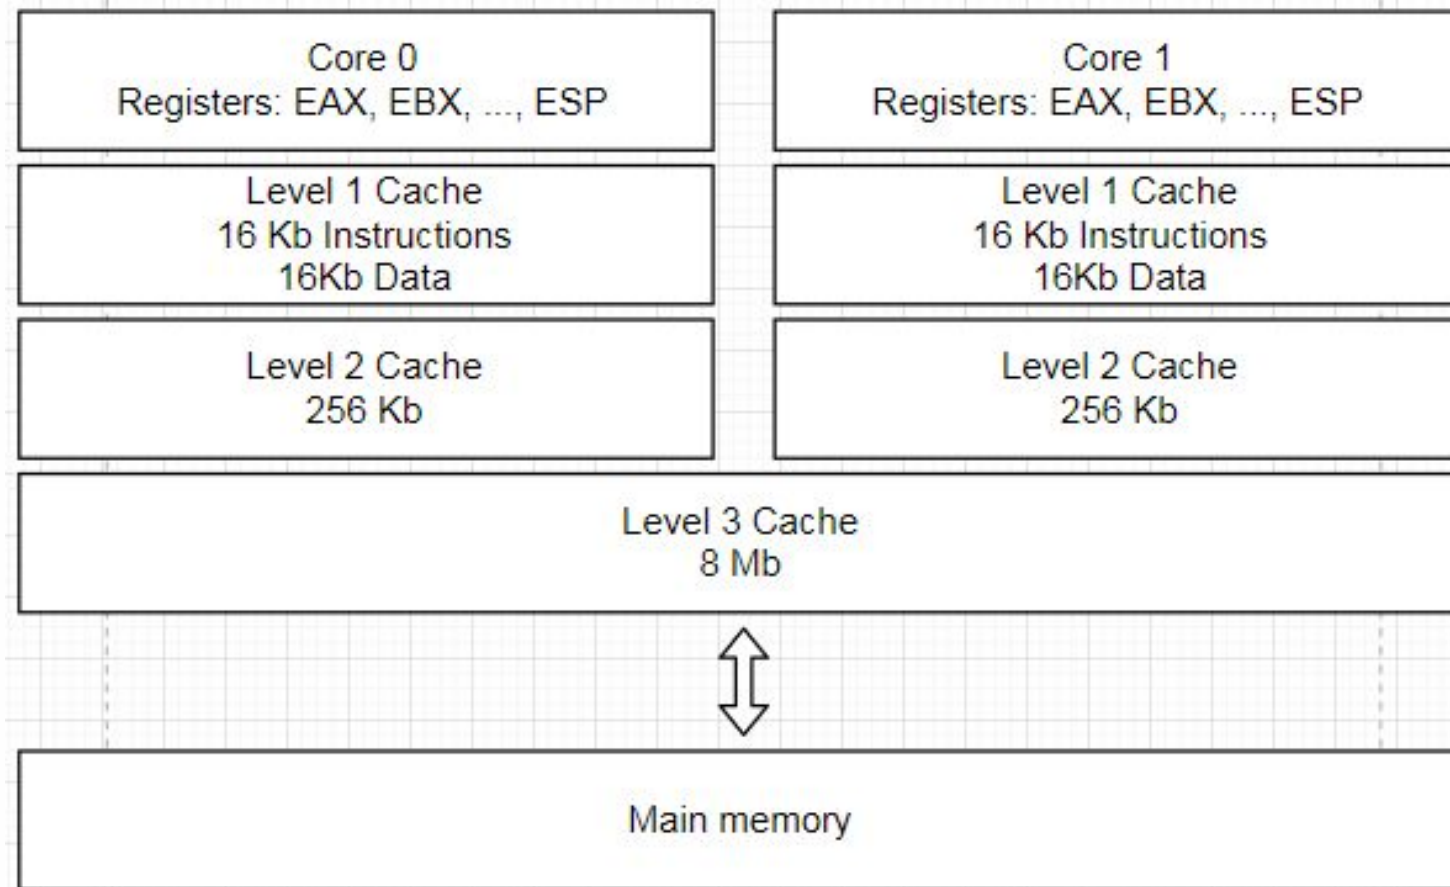 Core 0
Registers: EAX, EBX, ..., ESP
Core 1
Registers: EAX, EBX, ..., ESP
Level 1 Cache
16 Kb Instructions
16Kb Data
Level 1 Cache
16 Kb Instructions
16Kb Data
Level 2 Cache
256 Kb
Level 2 Cache
256 Kb
Level 3 Cache
8 Mb
Main memory